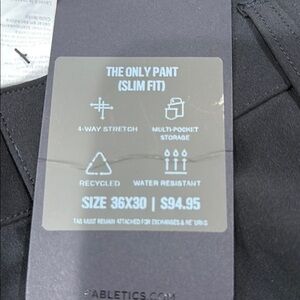 THE ONLY PANT
(SLIM FIT)
4-WAY STRETCH
MULTI-POCKET
STORAGE
RECYCLED
WATER RESISTANT
SIZE 36X30 | $94.95
TAG MUST REMAIN ATTACHED FOR EXCHANGES & RETURNS
ABLETICS.COM